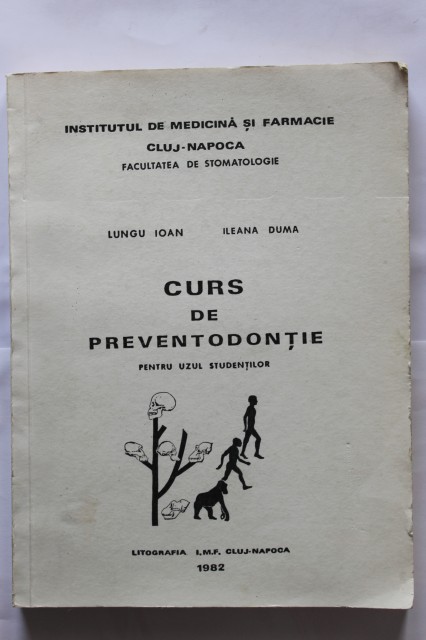 INSTITUTUL DE MEDICINĂ ȘI FARMACIE
CLUJ-NAPOCA
FACULTATEA DE STOMATOLOGIE
LUNGU IOAN ILEANA DUMA
CURS
DE
PREVENTODONȚIE
PENTRU UZUL STUDENȚILOR
LITOGRAFIA I.M.F. CLUJ-NAPOCA
1982